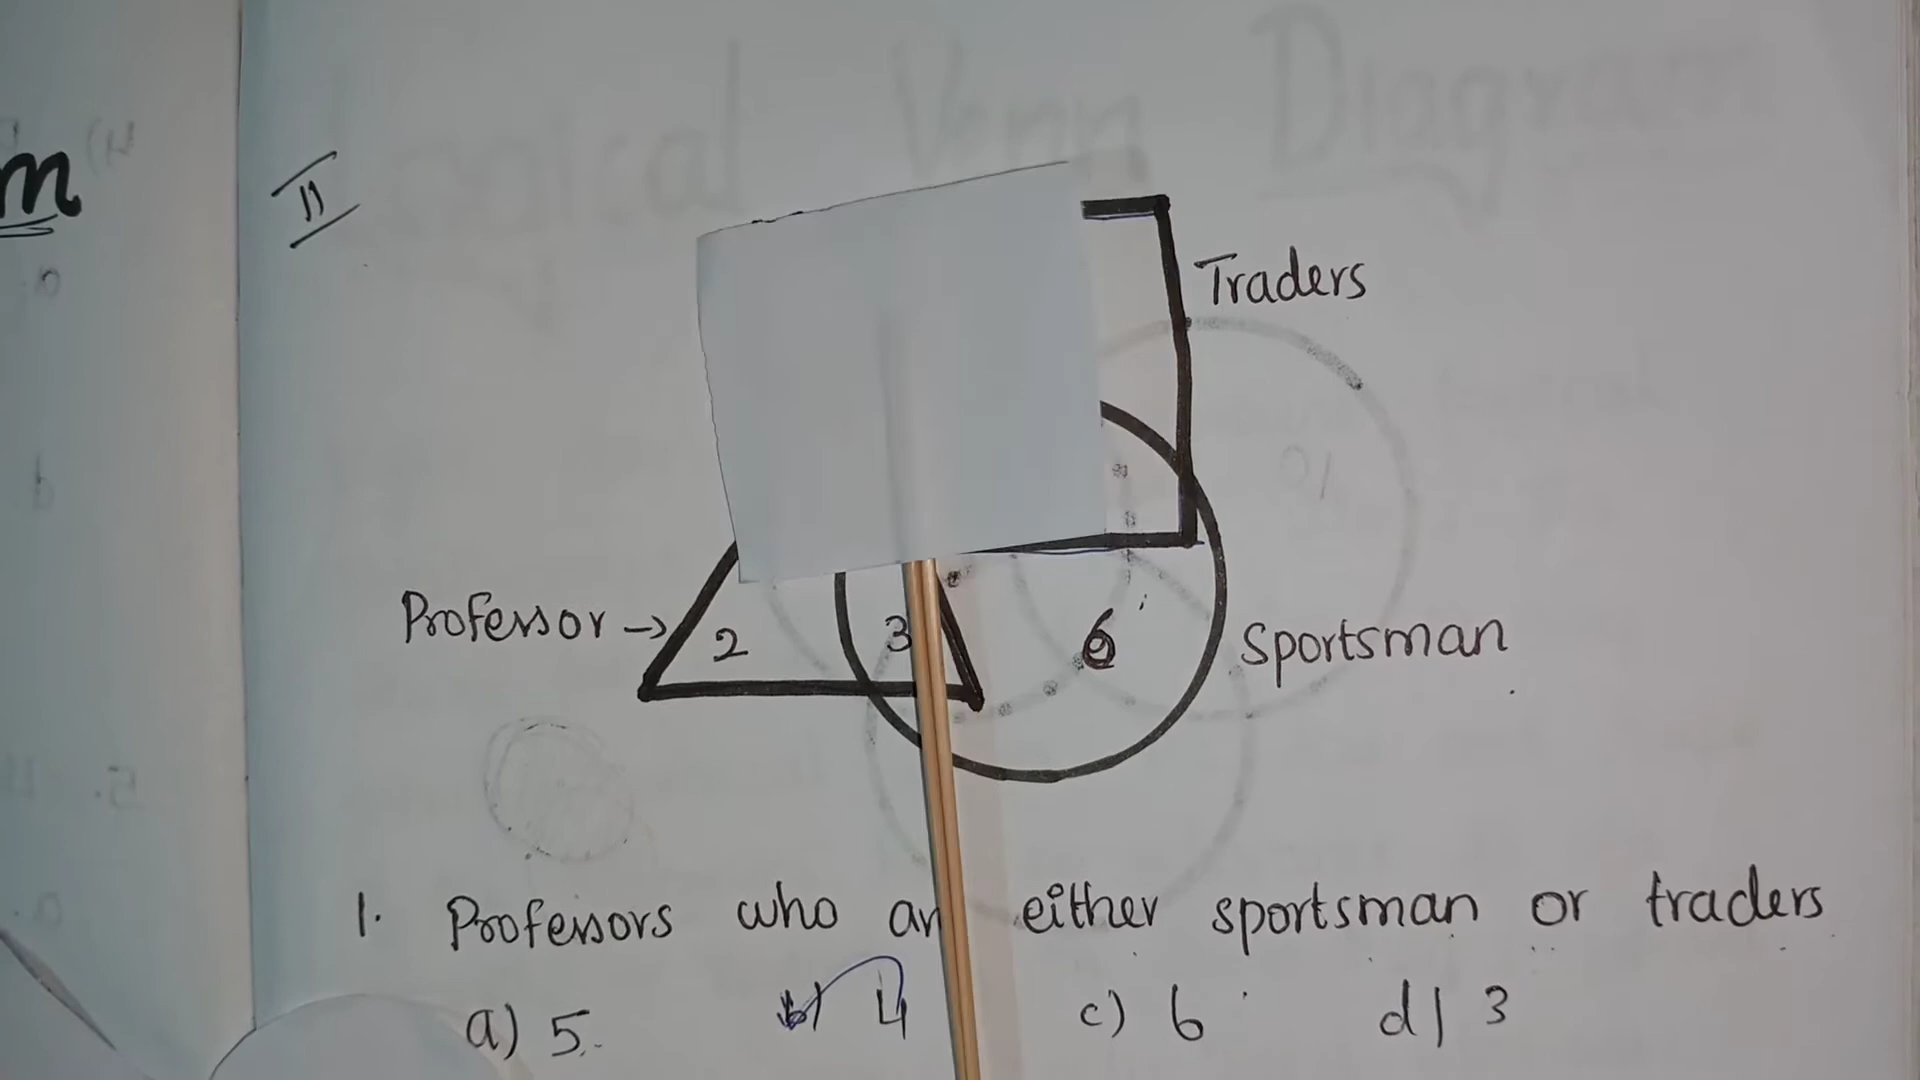 m
II
Traders
Professor → 2 3 6 Sportsman
1. Professors who ar either sportsman or traders
a) 5. b) 4 c) 6 d) 3